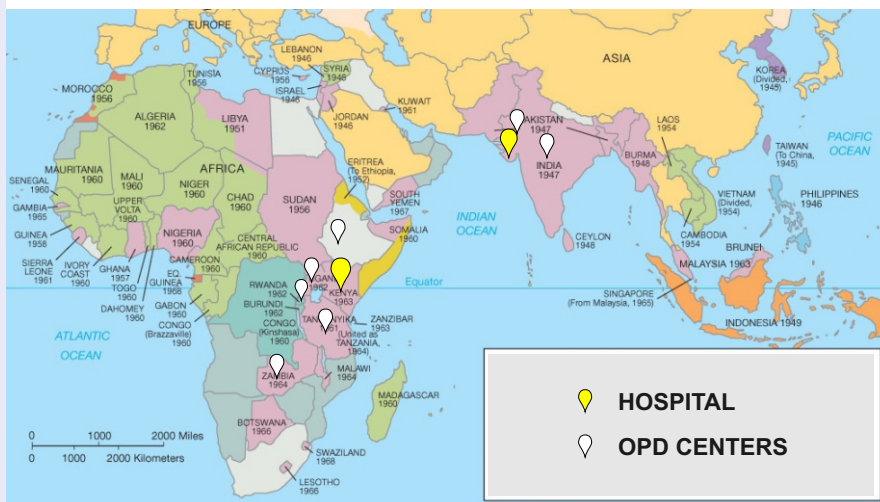 EUROPE
ASIA
LEBANON
1946
CYPRUS
1956
SYRIA
1946
ISRAEL
1946
TUNISIA
1956
MOROCCO
1956
ALGERIA
1962
LIBYA
1951
JORDAN
1946
KUWAIT
1961
KOREA
(Divided,
1945)
PAKISTAN
1947
LAOS
1954
PACIFIC
OCEAN
TAIWAN
(To China,
1945)
INDIA
1947
BURMA
1948
AFRICA
ERITREA
(To Ethiopia,
1952)
MAURITANIA
1960
MALI
1960
NIGER
1960
CHAD
1960
SUDAN
1956
SOUTH
YEMEN
1967
VIETNAM
(Divided,
1954)
PHILIPPINES
1946
SENEGAL
1960
GAMBIA
1965
UPPER
VOLTA
1960
NIGERIA
1960
SOMALIA
1960
INDIAN
OCEAN
GUINEA
1958
CENTRAL
AFRICAN REPUBLIC
1960
CAMEROON
1960
CEYLON
1948
CAMBODIA
1954
BRUNEI
MALAYSIA 1963
SIERRA
LEONE
1961
IVORY
COAST
1960
GHANA
1957
TOGO
1960
DAHOMEY
1960
EQ.
GUINEA
1968
GABON
1960
CONGO
(Brazzaville)
1960
RWANDA
1962
BURUNDI
1962
1962
KENYA
1963
Equator
SINGAPORE
(From Malaysia, 1965)
INDONESIA 1949
CONGO
(Kinshasa)
1960
ZANZIBAR
1963
(United as
TANZANIA,
1964)
ATLANTIC
OCEAN
ZAMBIA
1964
MALAWI
1964
MADAGASCAR
1960
BOTSWANA
1966
SWAZILAND
1968
LESOTHO
1966
0 1000 2000 Miles
0 1000 2000 Kilometers
HOSPITAL
OPD CENTERS